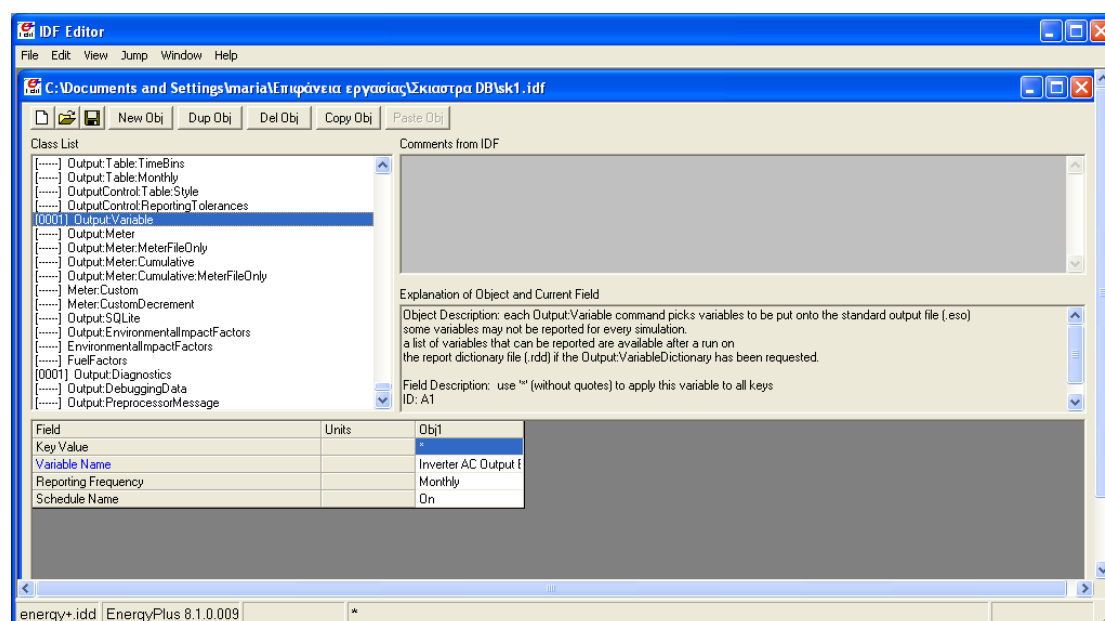 IDF Editor
File Edit View Jump Window Help
C:\Documents and Settings\maria\Επιφάνεια εργασίας\Σκιαστρα DB\sk1.idf
New Obj Dup Obj Del Obj Copy Obj Paste Obj
Class List
[------] Output:Table:TimeBins
[------] Output:Table:Monthly
[------] OutputControl:Table:Style
[------] OutputControl:ReportingTolerances
[0001] Output:Variable
[------] Output:Meter
[------] Output:Meter:MeterFileOnly
[------] Output:Meter:Cumulative
[------] Output:Meter:Cumulative:MeterFileOnly
[------] Meter:Custom
[------] Meter:CustomDecrement
[------] Output:SQLite
[------] Output:EnvironmentalImpactFactors
[------] EnvironmentalImpactFactors
[------] FuelFactors
[0001] Output:Diagnostics
[------] Output:DebuggingData
[------] Output:PreprocessorMessage
Comments from IDF
Explanation of Object and Current Field
Object Description: each Output:Variable command picks variables to be put onto the standard output file (.eso)
some variables may not be reported for every simulation.
a list of variables that can be reported are available after a run on
the report dictionary file (.rdd) if the Output:VariableDictionary has been requested.
Field Description: use '*' (without quotes) to apply this variable to all keys
ID: A1
Field Units Obj1
Key Value *
Variable Name Inverter AC Output E
Reporting Frequency Monthly
Schedule Name On
energy+.idd EnergyPlus 8.1.0.009 *